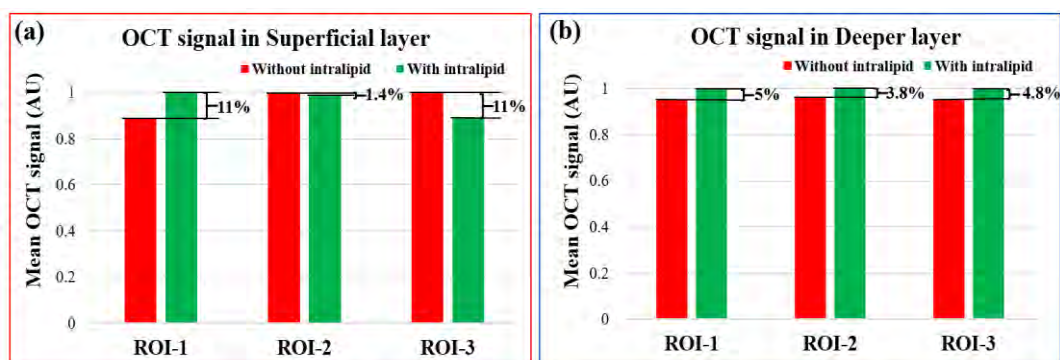 (a)
OCT signal in Superficial layer
Without intralipid With intralipid
Mean OCT signal (AU)
1
0.8
0.6
0.4
0.2
0
11%
1.4%
11%
ROI-1 ROI-2 ROI-3
(b)
OCT signal in Deeper layer
Without intralipid With intralipid
Mean OCT signal (AU)
1
0.8
0.6
0.4
0.2
0
5%
3.8%
4.8%
ROI-1 ROI-2 ROI-3